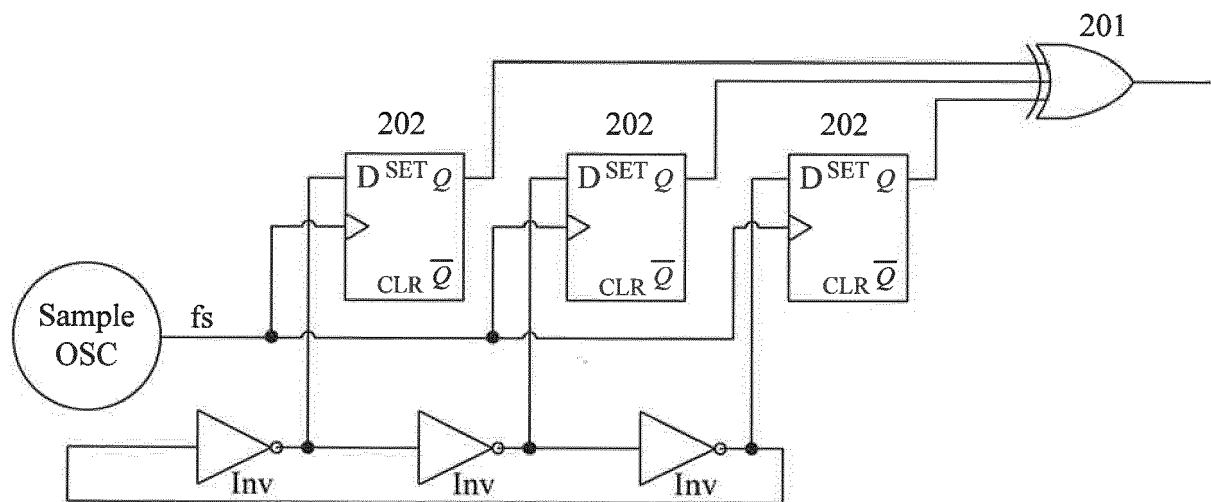 201
202 202 202
D SET Q D SET Q D SET Q
CLR Q̅ CLR Q̅ CLR Q̅
Sample
OSC
fs
Inv Inv Inv